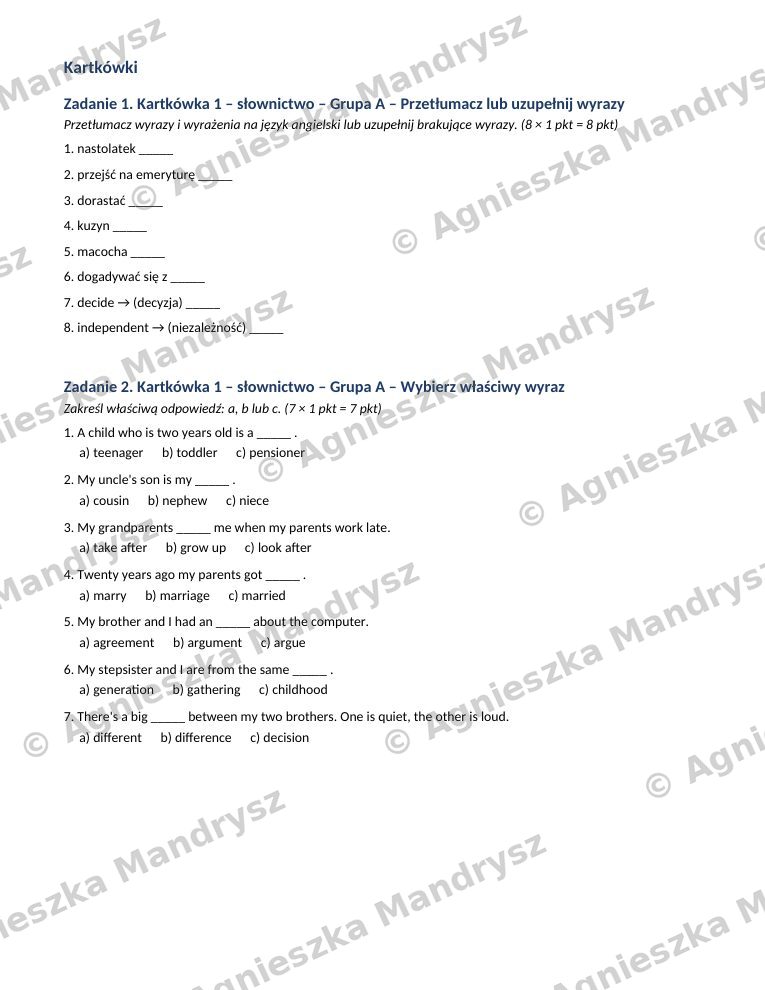 Kartkówki
Zadanie 1. Kartkówka 1 – słownictwo – Grupa A – Przetłumacz lub uzupełnij wyrazy
Przetłumacz wyrazy i wyrażenia na język angielski lub uzupełnij brakujące wyrazy. (8 × 1 pkt = 8 pkt)
1. nastolatek _____
2. przejść na emeryturę _____
3. dorastać _____
4. kuzyn _____
5. macocha _____
6. dogadywać się z _____
7. decide → (decyzja) _____
8. independent → (niezależność) _____
Zadanie 2. Kartkówka 1 – słownictwo – Grupa A – Wybierz właściwy wyraz
Zakreśl właściwą odpowiedź: a, b lub c. (7 × 1 pkt = 7 pkt)
1. A child who is two years old is a _____ .
a) teenager b) toddler c) pensioner
2. My uncle's son is my _____ .
a) cousin b) nephew c) niece
3. My grandparents _____ me when my parents work late.
a) take after b) grow up c) look after
4. Twenty years ago my parents got _____ .
a) marry b) marriage c) married
5. My brother and I had an _____ about the computer.
a) agreement b) argument c) argue
6. My stepsister and I are from the same _____ .
a) generation b) gathering c) childhood
7. There's a big _____ between my two brothers. One is quiet, the other is loud.
a) different b) difference c) decision
© Agnieszka Mandrysz